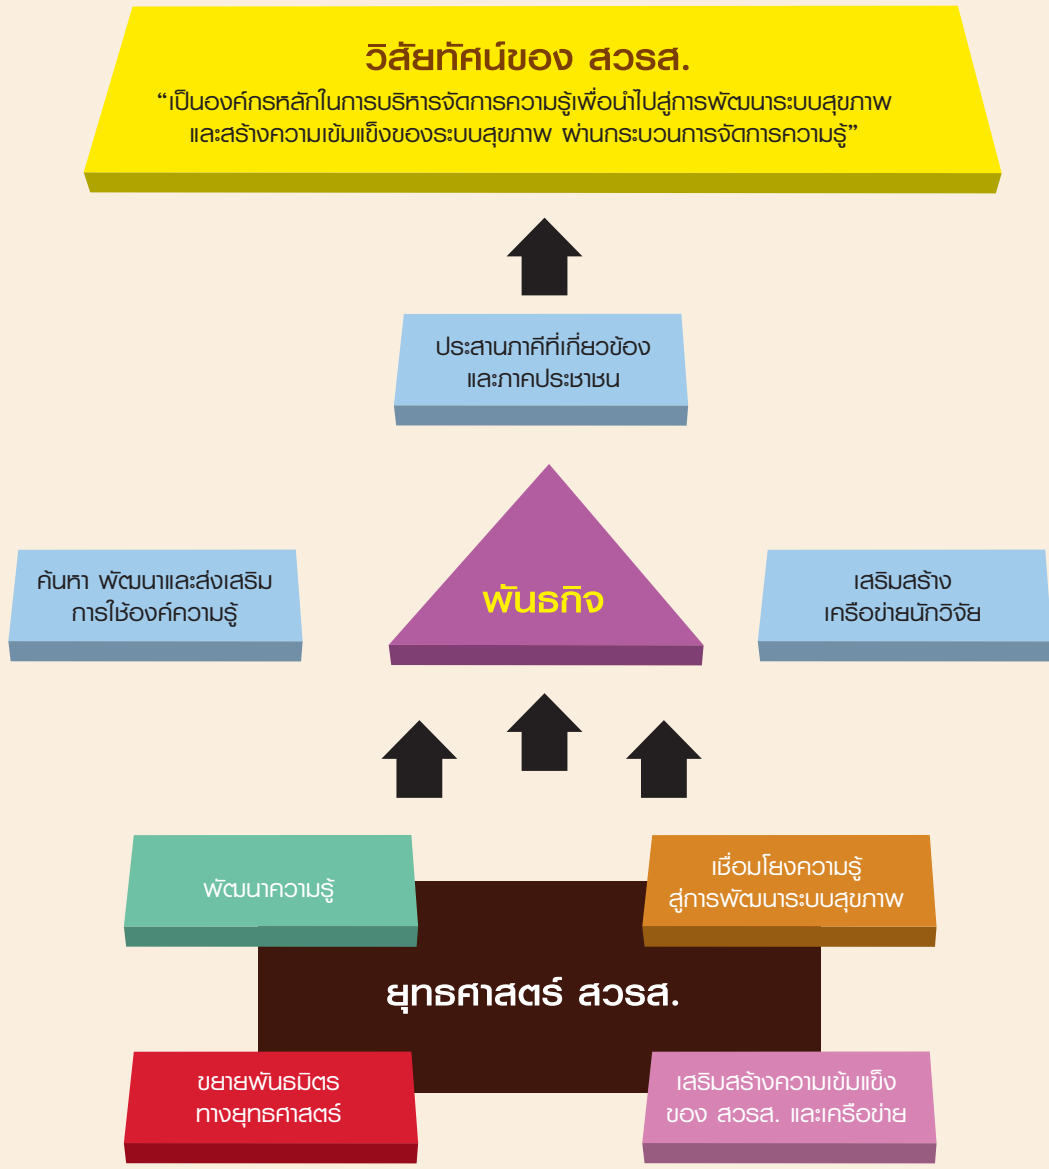 วิสัยทัศน์ของ สวรส.
“เป็นองค์กรหลักในการบริหารจัดการความรู้เพื่อนำไปสู่การพัฒนาระบบสุขภาพ
และสร้างความเข้มแข็งของระบบสุขภาพ ผ่านกระบวนการจัดการความรู้”
ประสานภาคีที่เกี่ยวข้อง
และภาคประชาชน
ค้นหา พัฒนาและส่งเสริม
การใช้องค์ความรู้
พันธกิจ
เสริมสร้าง
เครือข่ายนักวิจัย
พัฒนาความรู้
เชื่อมโยงความรู้
สู่การพัฒนาระบบสุขภาพ
ยุทธศาสตร์ สวรส.
ขยายพันธมิตร
ทางยุทธศาสตร์
เสริมสร้างความเข้มแข็ง
ของ สวรส. และเครือข่าย